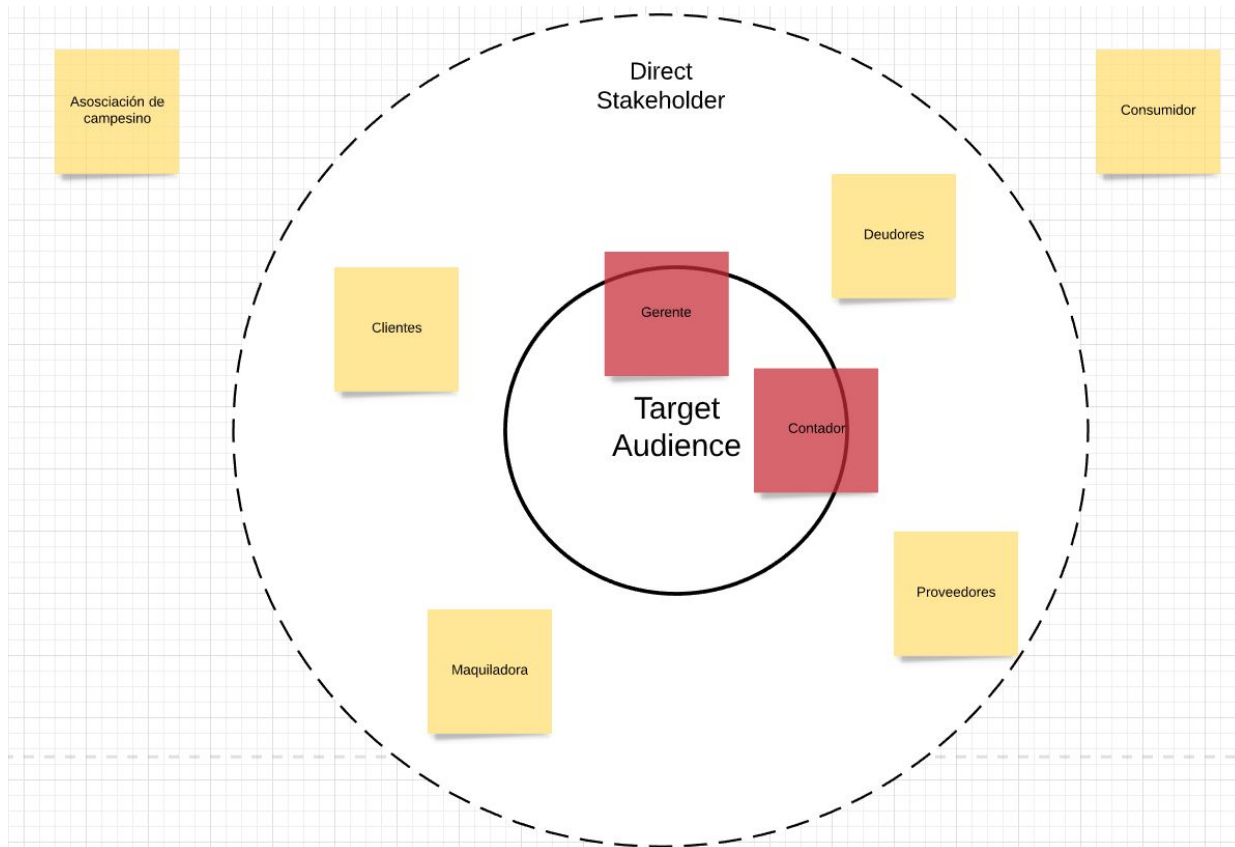 Direct
Stakeholder
Asosciación de
campesino
Consumidor
Deudores
Gerente
Clientes
Target
Audience
Contador
Proveedores
Maquiladora